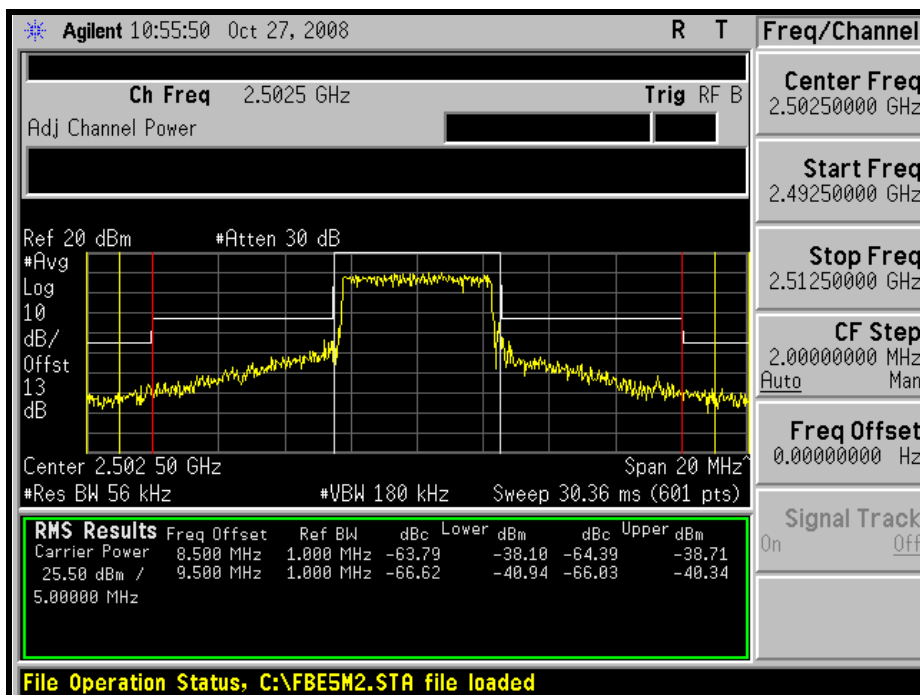 Agilent 10:55:50 Oct 27, 2008 R T
Freq/Channel
Ch Freq 2.5025 GHz Trig RF B
Adj Channel Power
Center Freq
2.50250000 GHz
Start Freq
2.49250000 GHz
Stop Freq
2.51250000 GHz
CF Step
2.00000000 MHz
Auto Man
Freq Offset
0.00000000 Hz
Signal Track
On Off
Ref 20 dBm #Atten 30 dB
#Avg
Log
10
dB/
Offst
13
dB
Center 2.502 50 GHz Span 20 MHz^
#Res BW 56 kHz #VBW 180 kHz Sweep 30.36 ms (601 pts)
RMS Results Freq Offset Ref BW dBc Lower dBm dBc Upper dBm
Carrier Power 8.500 MHz 1.000 MHz -63.79 -38.10 -64.39 -38.71
25.50 dBm / 9.500 MHz 1.000 MHz -66.62 -40.94 -66.03 -40.34
5.00000 MHz
File Operation Status, C:\FBE5M2.STA file loaded